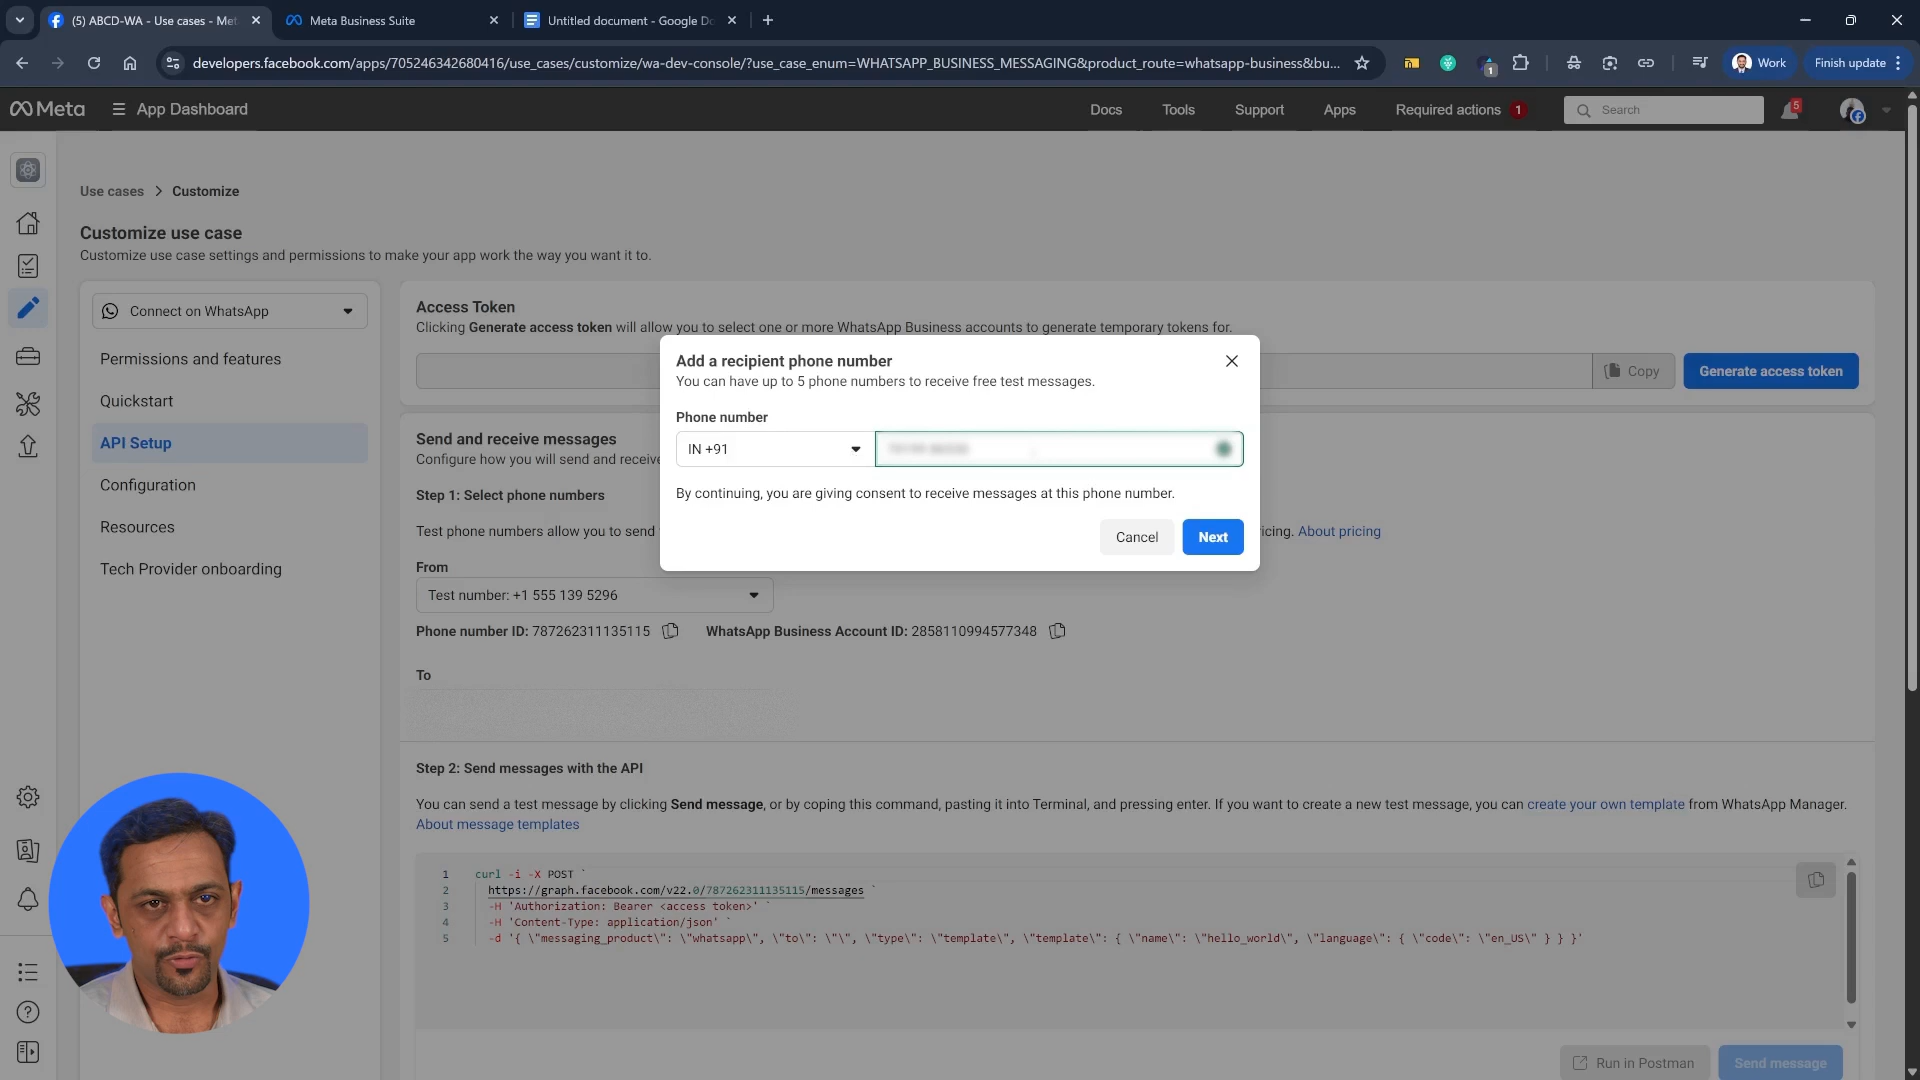 (5) ABCD-WA - Use cases - Met
Meta Business Suite
Untitled document - Google Do
developers.facebook.com/apps/705246342680416/use_cases/customize/wa-dev-console/?use_case_enum=WHATSAPP_BUSINESS_MESSAGING&product_route=whatsapp-business&bu...
1
Work
Finish update
Meta
App Dashboard
Docs
Tools
Support
Apps
Required actions 1
Search
5
Use cases > Customize
Customize use case
Customize use case settings and permissions to make your app work the way you want it to.
Connect on WhatsApp
Permissions and features
Quickstart
API Setup
Configuration
Resources
Tech Provider onboarding
Access Token
Clicking Generate access token will allow you to select one or more WhatsApp Business accounts to generate temporary tokens for.
Copy
Generate access token
Add a recipient phone number
You can have up to 5 phone numbers to receive free test messages.
Phone number
IN +91
By continuing, you are giving consent to receive messages at this phone number.
Cancel
Next
Send and receive messages
Configure how you will send and receive
Step 1: Select phone numbers
Test phone numbers allow you to send
icing. About pricing
From
Test number: +1 555 139 5296
Phone number ID: 787262311135115
WhatsApp Business Account ID: 2858110994577348
To
Step 2: Send messages with the API
You can send a test message by clicking Send message, or by coping this command, pasting it into Terminal, and pressing enter. If you want to create a new test message, you can create your own template from WhatsApp Manager.
About message templates
1 curl -i -X POST `
2 https://graph.facebook.com/v22.0/787262311135115/messages `
3 -H 'Authorization: Bearer <access token>' `
4 -H 'Content-Type: application/json' `
5 -d '{ \"messaging_product\": \"whatsapp\", \"to\": \"\", \"type\": \"template\", \"template\": { \"name\": \"hello_world\", \"language\": { \"code\": \"en_US\" } } }'
Run in Postman
Send message